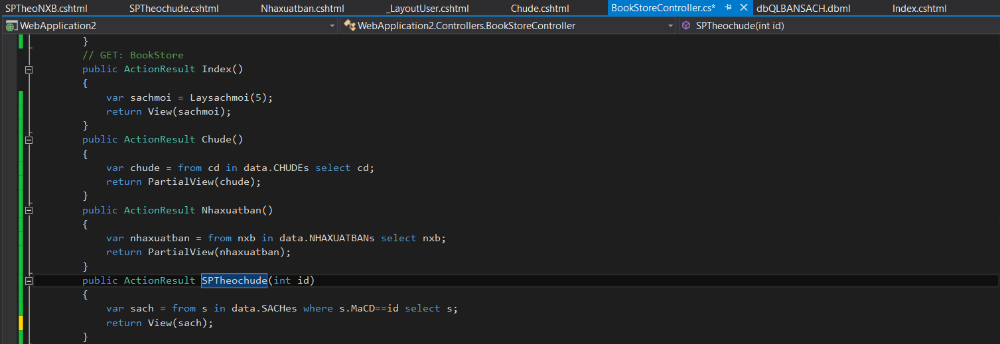 SPTheoNXB.cshtml SPTheochude.cshtml Nhaxuatban.cshtml _LayoutUser.cshtml Chude.cshtml BookStoreController.cs* dbQLBANSACH.dbml Index.cshtml
WebApplication2 WebApplication2.Controllers.BookStoreController SPTheochude(int id)
}
// GET: BookStore
public ActionResult Index()
{
var sachmoi = Laysachmoi(5);
return View(sachmoi);
}
public ActionResult Chude()
{
var chude = from cd in data.CHUDEs select cd;
return PartialView(chude);
}
public ActionResult Nhaxuatban()
{
var nhaxuatban = from nxb in data.NHAXUATBANs select nxb;
return PartialView(nhaxuatban);
}
public ActionResult SPTheochude(int id)
{
var sach = from s in data.SACHes where s.MaCD==id select s;
return View(sach);
}